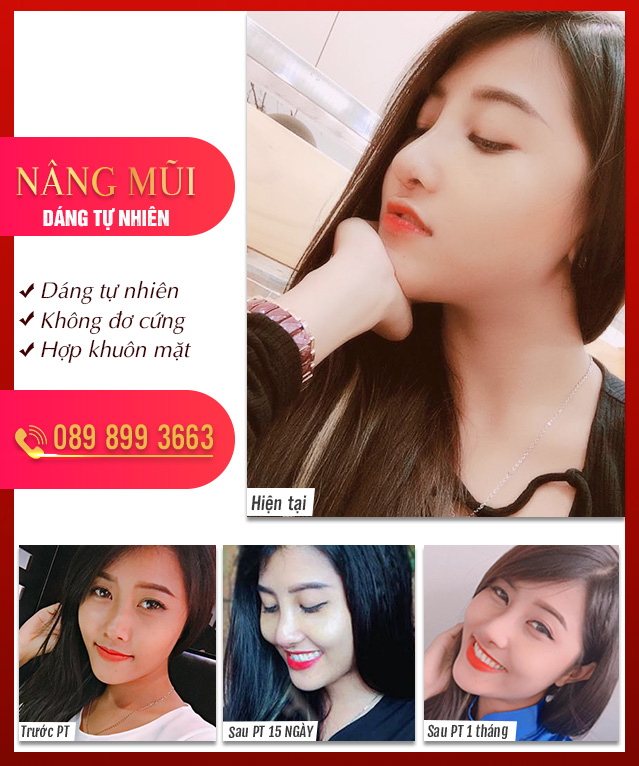 NÂNG MŨI
DÁNG TỰ NHIÊN
Dáng tự nhiên
Không đơ cứng
Hợp khuôn mặt
089 899 3663
Hiện tại
Trước PT
Sau PT 15 NGÀY
Sau PT 1 tháng